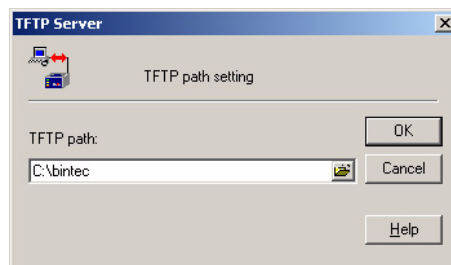 TFTP Server
TFTP path setting
OK
TFTP path:
C:\bintec
Cancel
Help